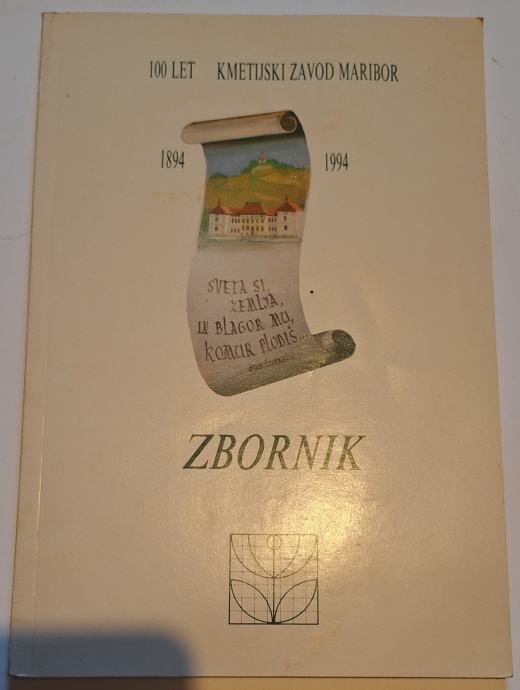 100 LET KMETIJSKI ZAVOD MARIBOR
1894 1994
SVETA SI,
ZEMLJA,
IN BLAGOR MU,
KOMUR PLODIŠ...
ZBORNIK